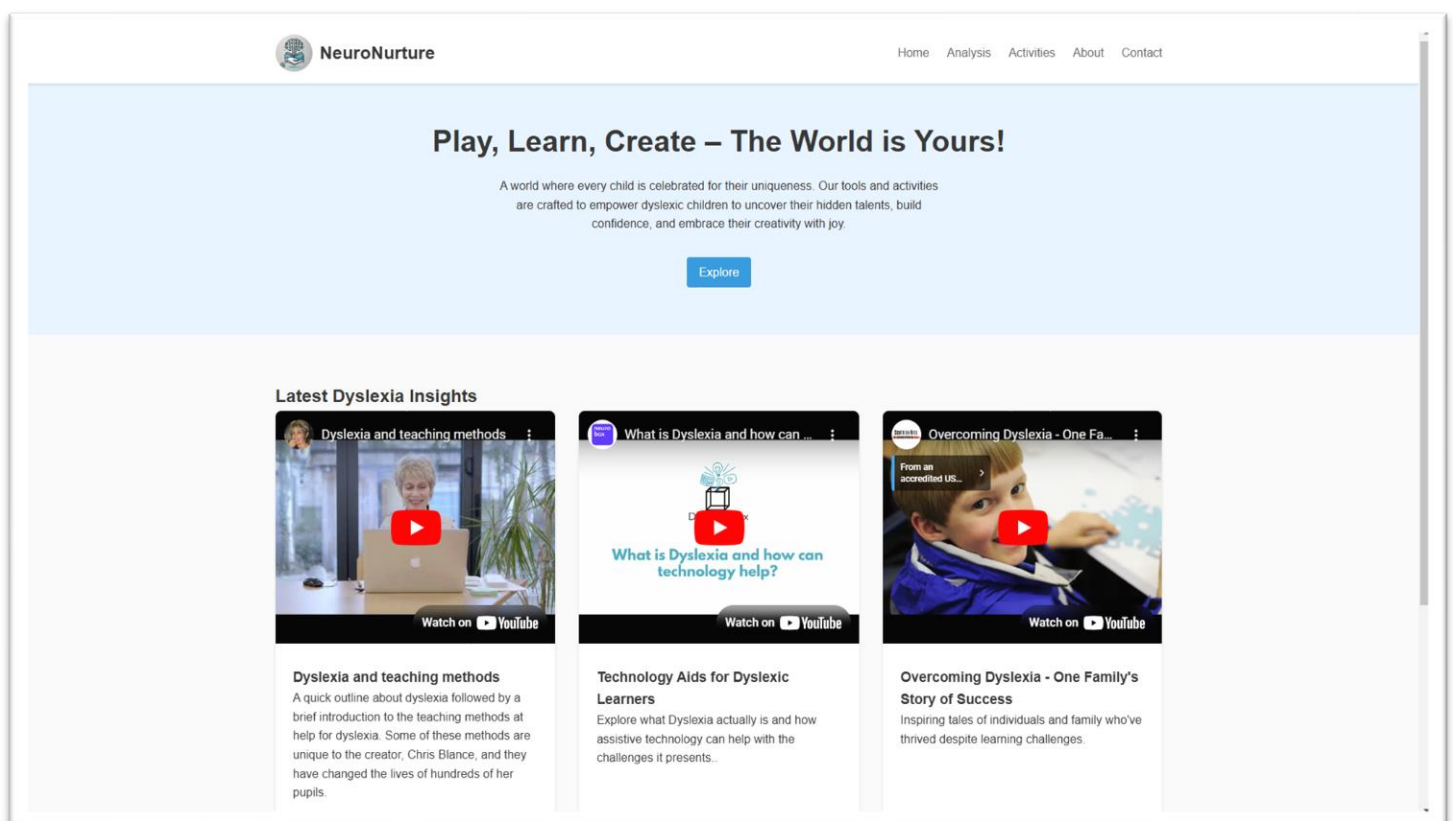 NeuroNurture
Home Analysis Activities About Contact
Play, Learn, Create – The World is Yours!
A world where every child is celebrated for their uniqueness. Our tools and activities
are crafted to empower dyslexic children to uncover their hidden talents, build
confidence, and embrace their creativity with joy.
Explore
Latest Dyslexia Insights
Dyslexia and teaching methods
Watch on YouTube
What is Dyslexia and how can ...
What is Dyslexia and how can
technology help?
Watch on YouTube
Overcoming Dyslexia - One Fa...
From an
accredited US...
Watch on YouTube
Dyslexia and teaching methods
A quick outline about dyslexia followed by a
brief introduction to the teaching methods at
help for dyslexia. Some of these methods are
unique to the creator, Chris Blance, and they
have changed the lives of hundreds of her
pupils.
Technology Aids for Dyslexic
Learners
Explore what Dyslexia actually is and how
assistive technology can help with the
challenges it presents..
Overcoming Dyslexia - One Family's
Story of Success
Inspiring tales of individuals and family who've
thrived despite learning challenges.